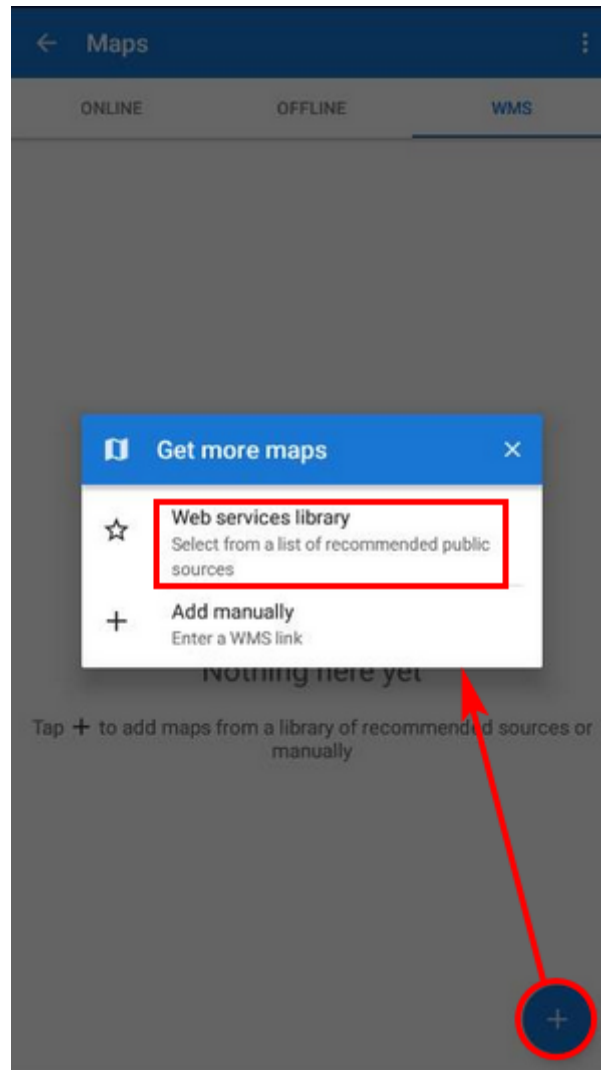 Maps
ONLINE OFFLINE WMS
Get more maps
Web services library
Select from a list of recommended public
sources
Add manually
Enter a WMS link
Nothing here yet
Tap + to add maps from a library of recommended sources or
manually